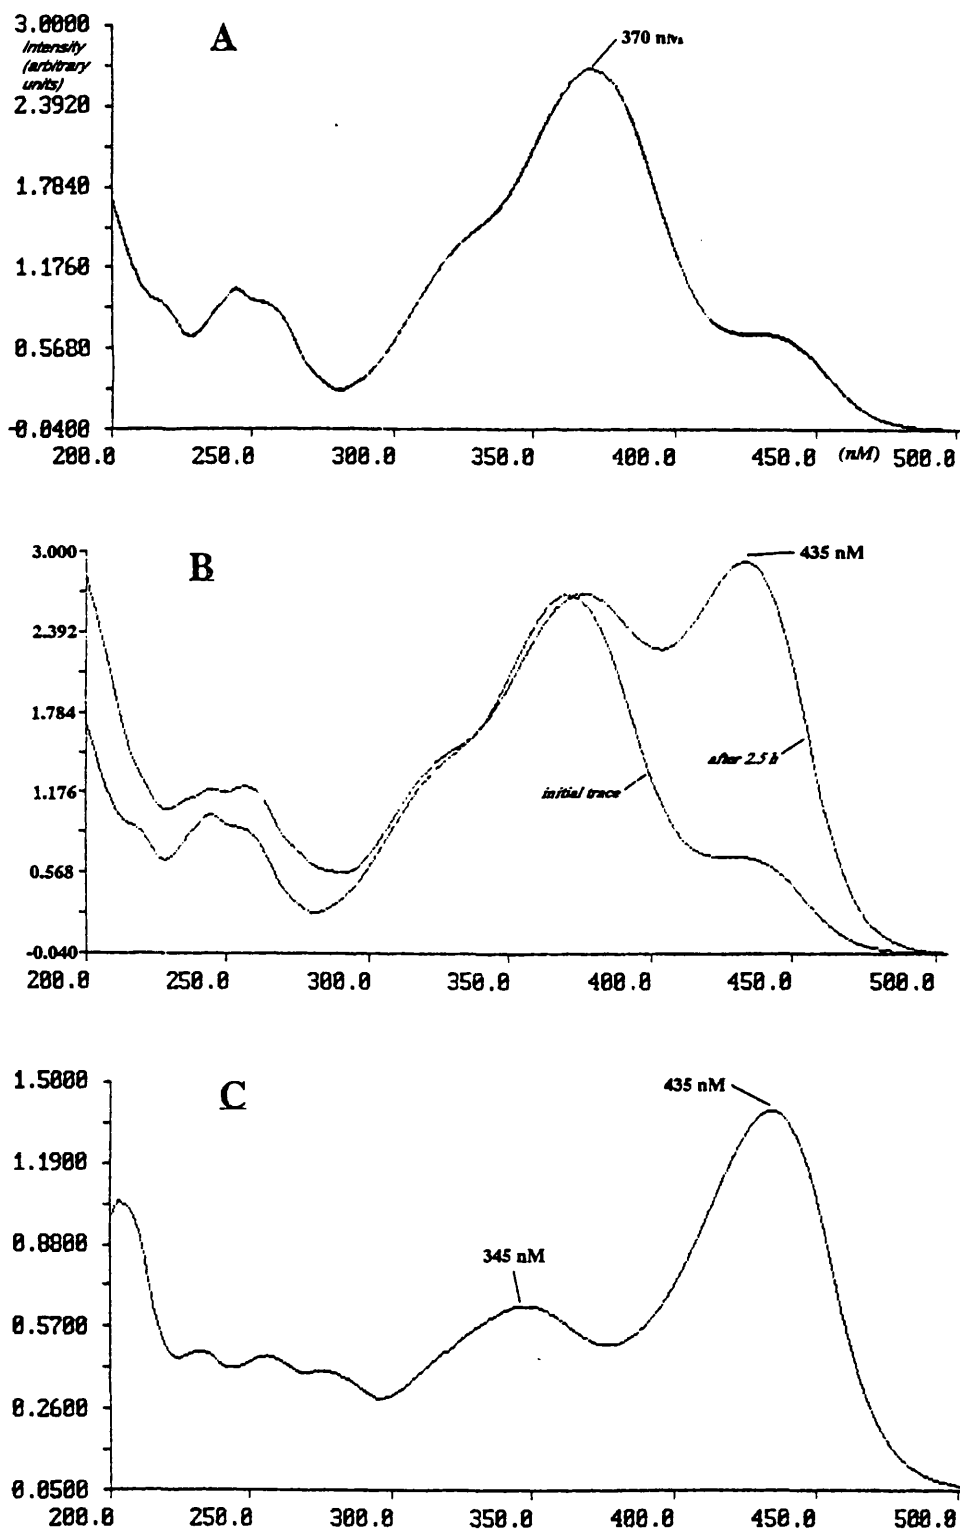 3.0000
A
370 nM
Intensity
(arbitrary
units)
2.3920
1.7840
1.1760
0.5680
-0.0400
200.0 250.0 300.0 350.0 400.0 450.0 (nM) 500.0
3.000
B
435 nM
2.392
1.784
after 2.5 h
1.176
initial trace
0.568
-0.040
200.0 250.0 300.0 350.0 400.0 450.0 500.0
1.5000
C
435 nM
1.1900
0.8800
345 nM
0.5700
0.2600
0.0500
200.0 250.0 300.0 350.0 400.0 450.0 500.0